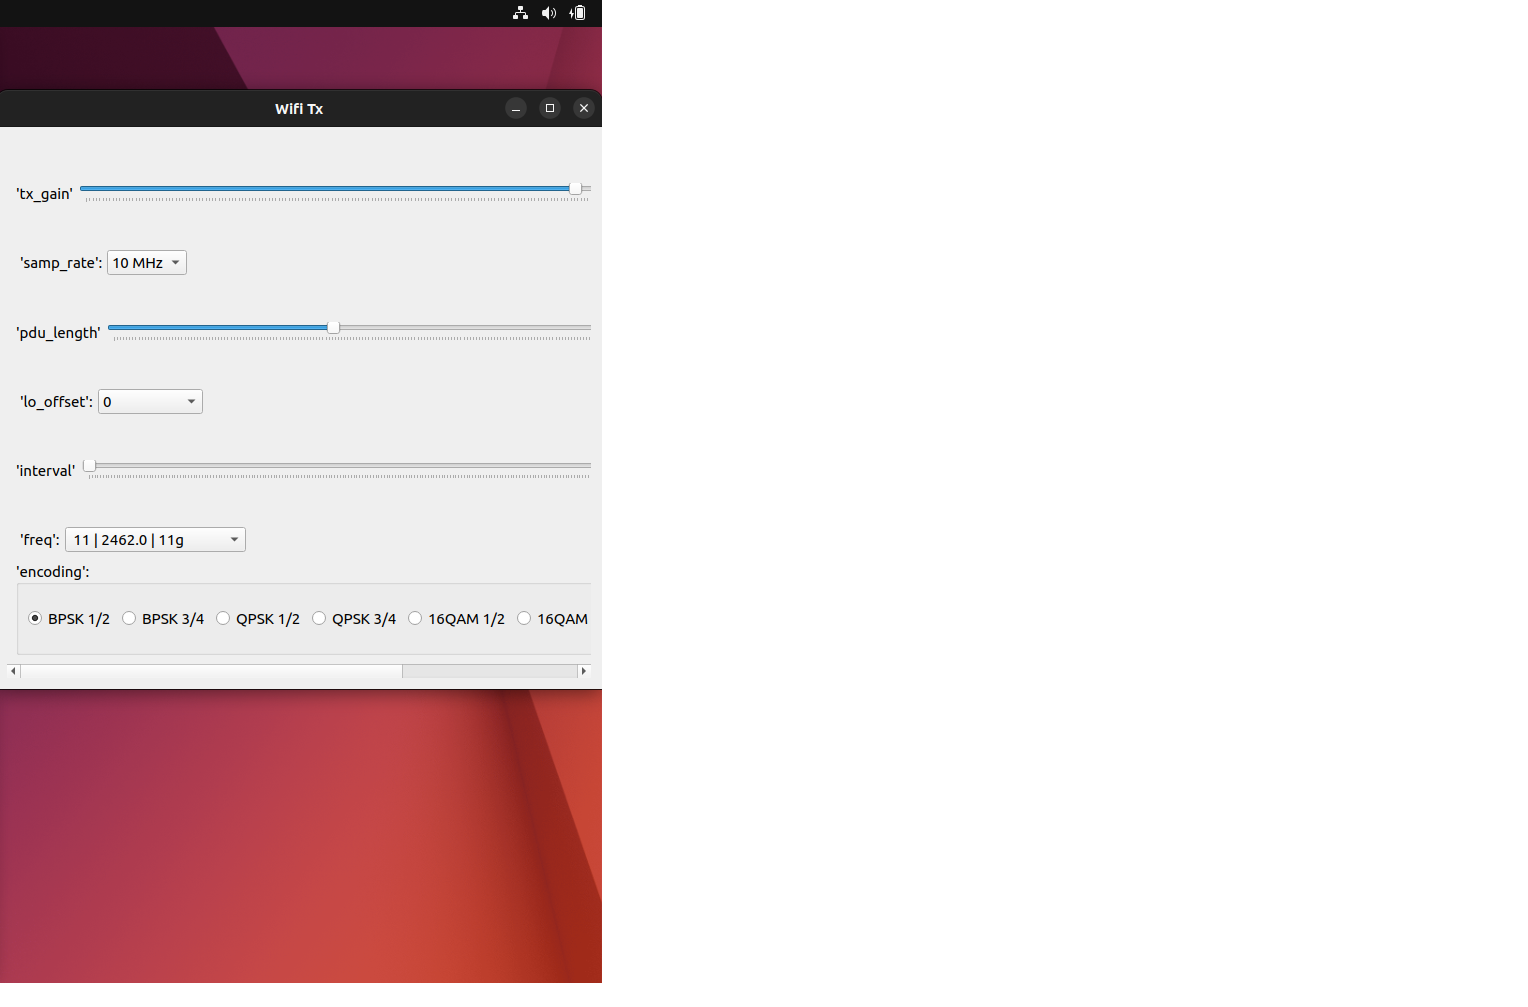 Wifi Tx
'tx_gain'
'samp_rate': 10 MHz
'pdu_length'
'lo_offset': 0
'interval'
'freq': 11 | 2462.0 | 11g
'encoding':
BPSK 1/2 BPSK 3/4 QPSK 1/2 QPSK 3/4 16QAM 1/2 16QAM